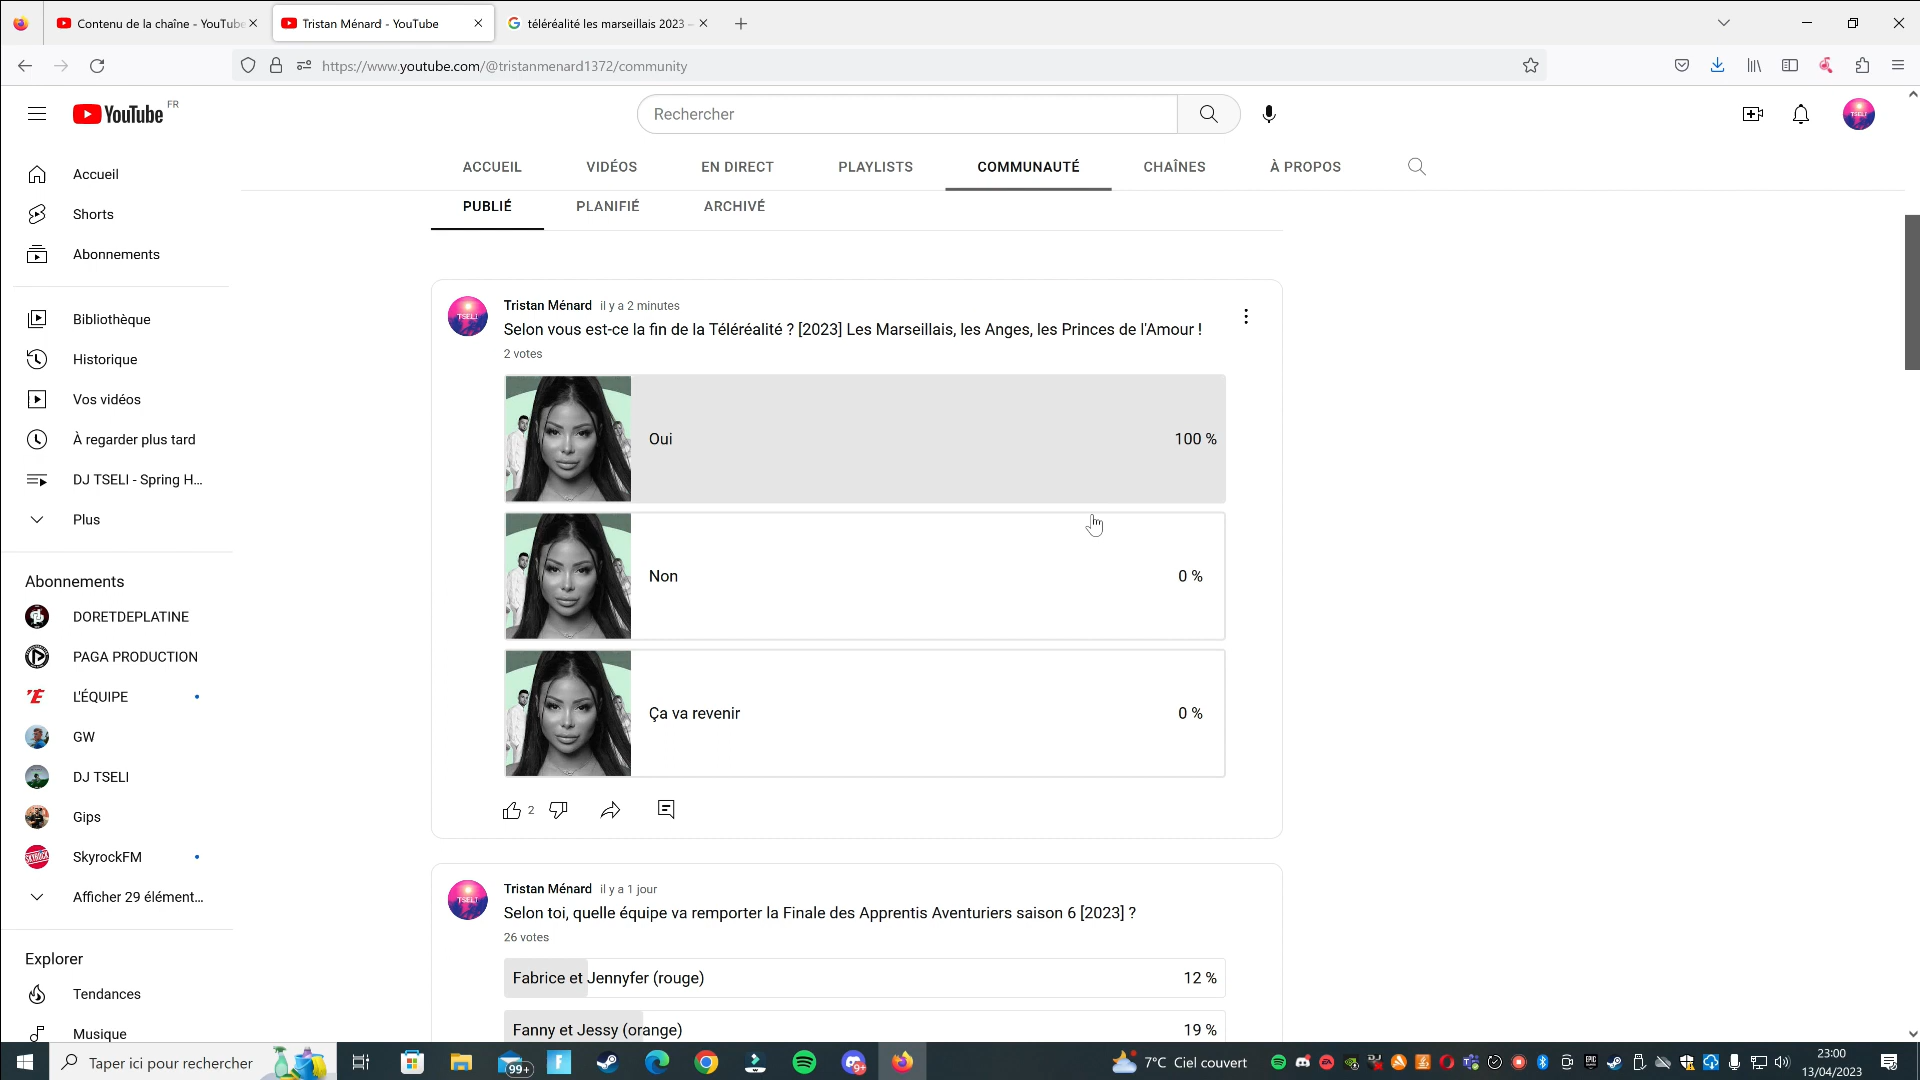 Contenu de la chaîne - YouTube
Tristan Ménard - YouTube
téléréalité les marseillais 2023 -
https://www.youtube.com/@tristanmenard1372/community
YouTube FR
Rechercher
TSELI
ACCUEIL VIDÉOS EN DIRECT PLAYLISTS COMMUNAUTÉ CHAÎNES À PROPOS
PUBLIÉ PLANIFIÉ ARCHIVÉ
Accueil
Shorts
Abonnements
Bibliothèque
Historique
Vos vidéos
À regarder plus tard
DJ TSELI - Spring H...
Plus
Abonnements
DORETDEPLATINE
PAGA PRODUCTION
L'ÉQUIPE
GW
DJ TSELI
Gips
SkyrockFM
Afficher 29 élément...
Explorer
Tendances
Musique
TSELI
Tristan Ménard il y a 2 minutes
Selon vous est-ce la fin de la Téléréalité ? [2023] Les Marseillais, les Anges, les Princes de l'Amour !
2 votes
Oui 100 %
Non 0 %
Ça va revenir 0 %
2
TSELI
Tristan Ménard il y a 1 jour
Selon toi, quelle équipe va remporter la Finale des Apprentis Aventuriers saison 6 [2023] ?
26 votes
Fabrice et Jennyfer (rouge) 12 %
Fanny et Jessy (orange) 19 %
Taper ici pour rechercher
99+
9+
7°C Ciel couvert
23:00
13/04/2023